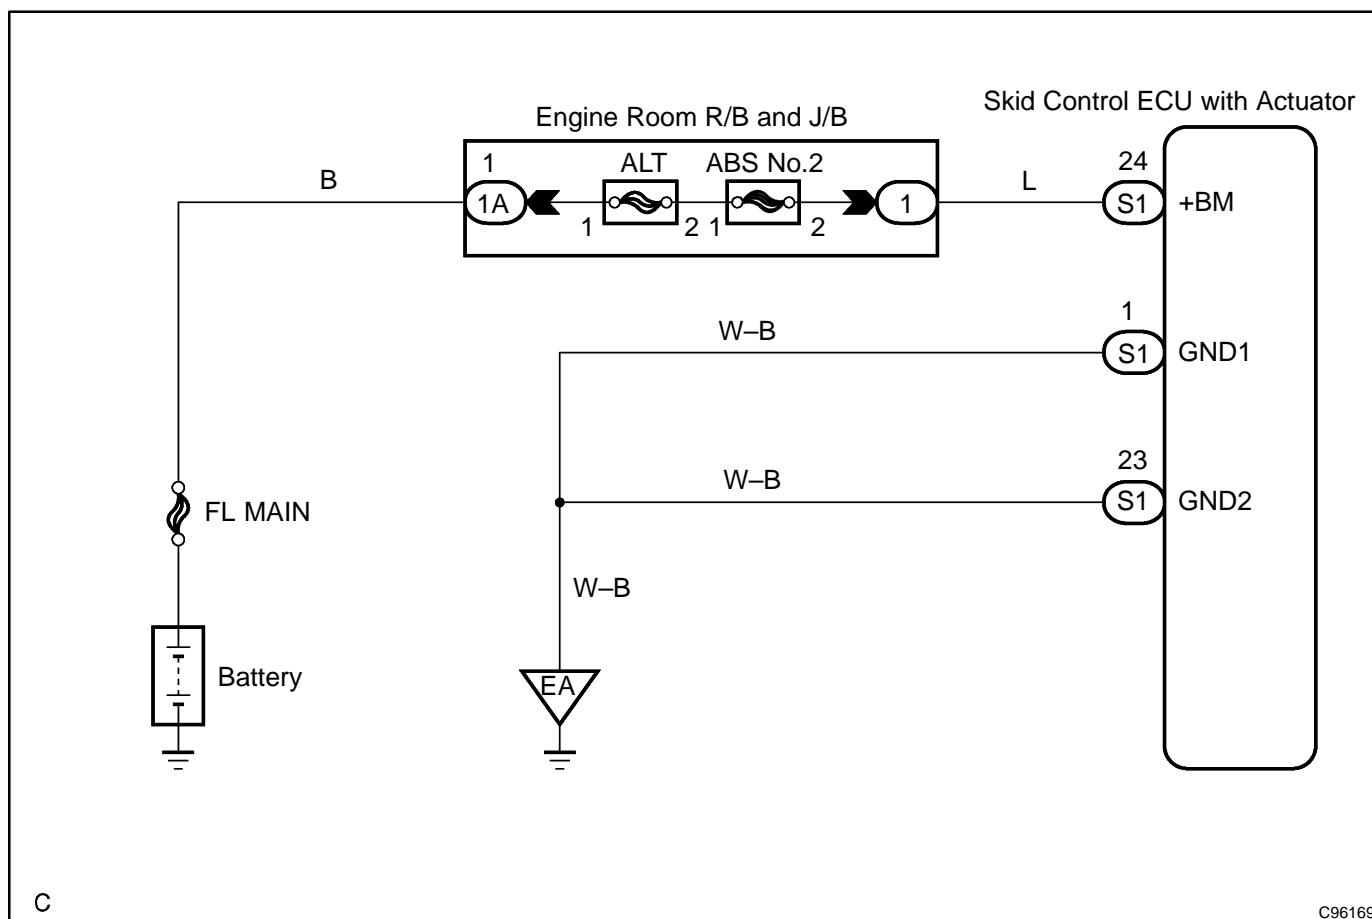 Skid Control ECU with Actuator
Engine Room R/B and J/B
1
ALT
ABS No.2
24
B
L
1A
1
S1
+BM
1
2
1
2
1
W–B
S1
GND1
23
W–B
S1
GND2
FL MAIN
W–B
Battery
EA
C
C96169